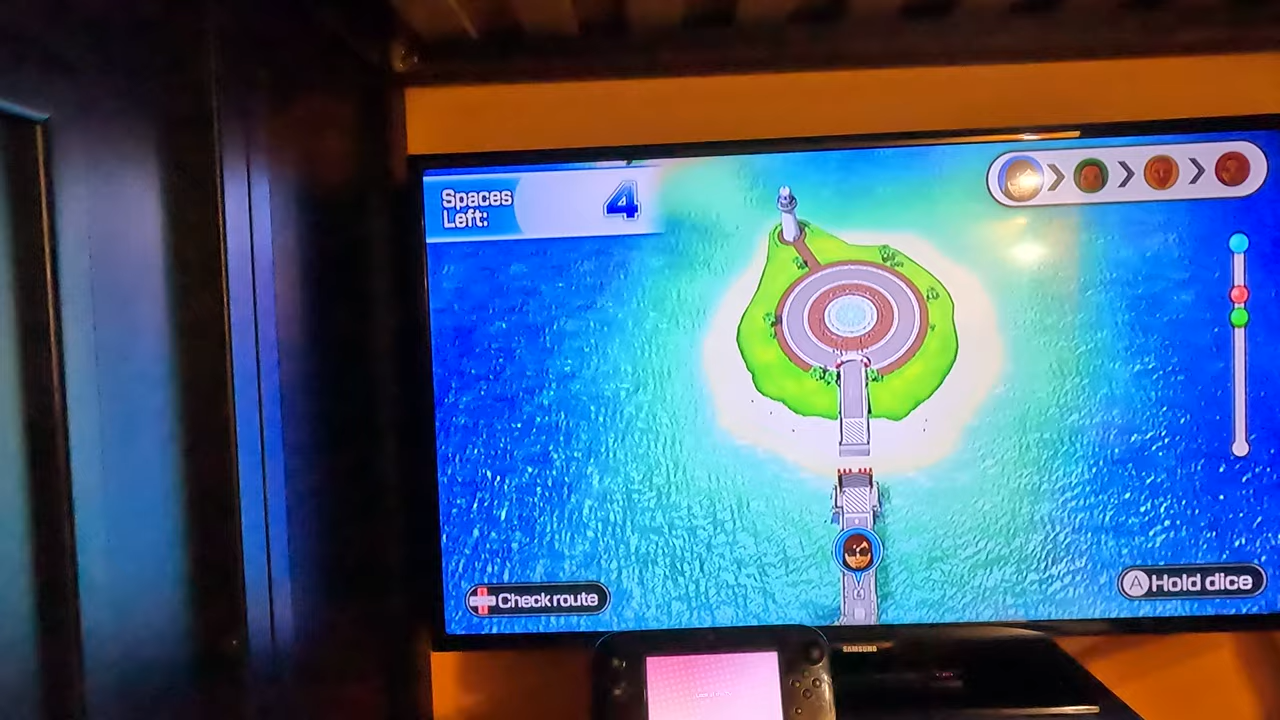 Spaces
Left:
4
Check route
A Hold dice
SAMSUNG